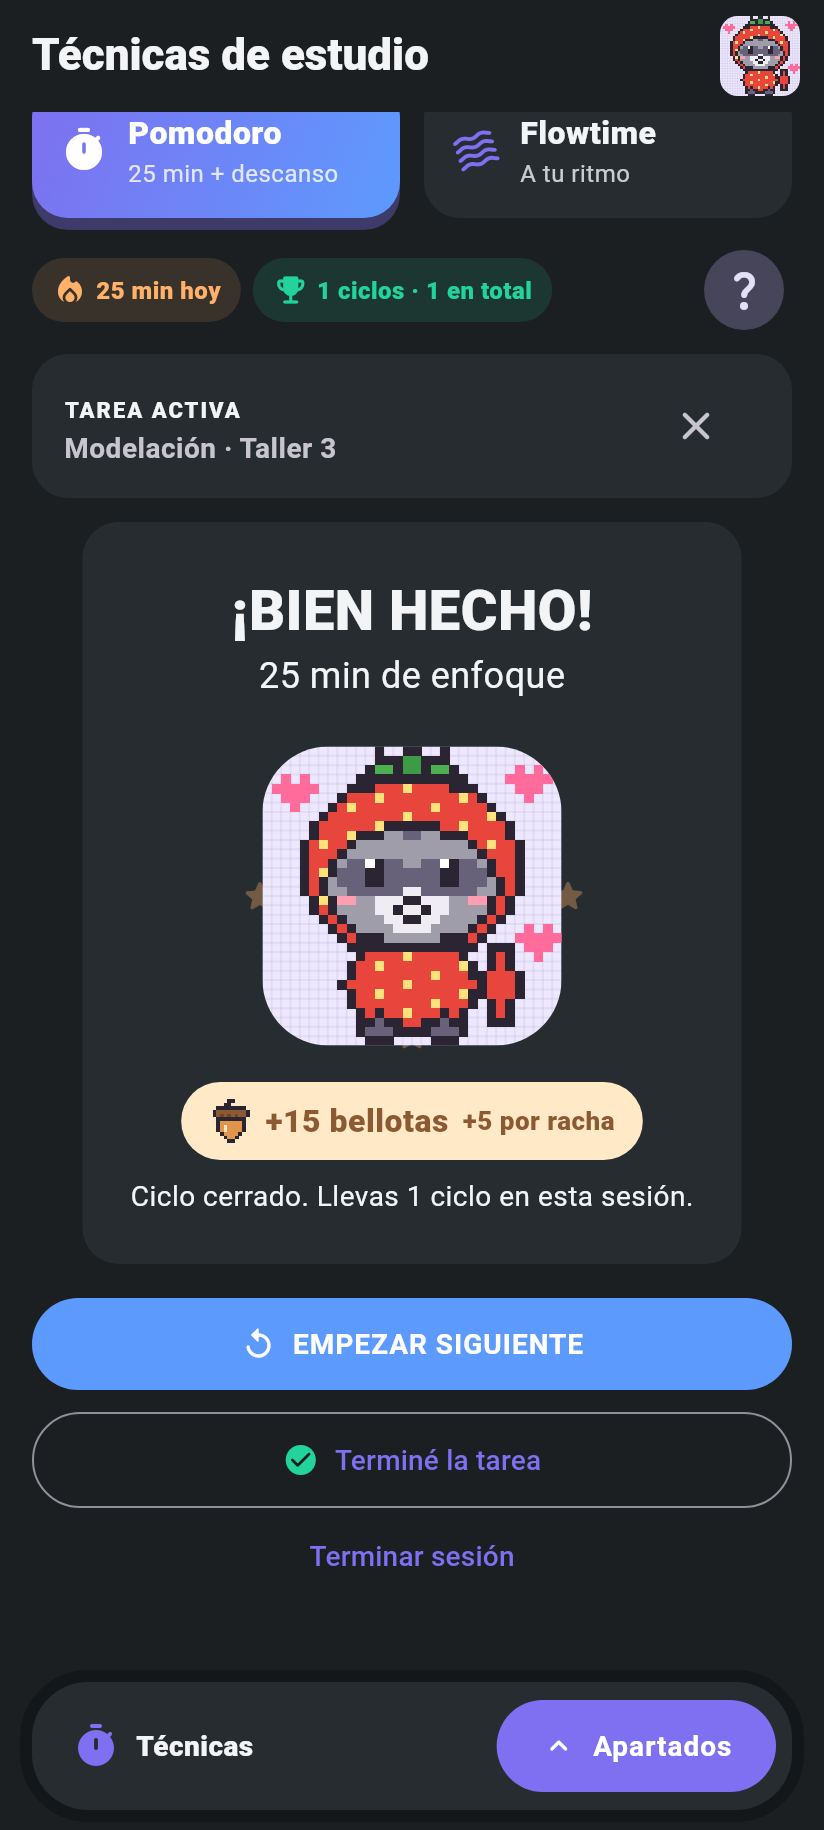 Técnicas de estudio
Pomodoro
25 min + descanso
Flowtime
A tu ritmo
25 min hoy
1 ciclos · 1 en total
?
TAREA ACTIVA
Modelación · Taller 3
¡BIEN HECHO!
25 min de enfoque
+15 bellotas +5 por racha
Ciclo cerrado. Llevas 1 ciclo en esta sesión.
EMPEZAR SIGUIENTE
Terminé la tarea
Terminar sesión
Técnicas
Apartados